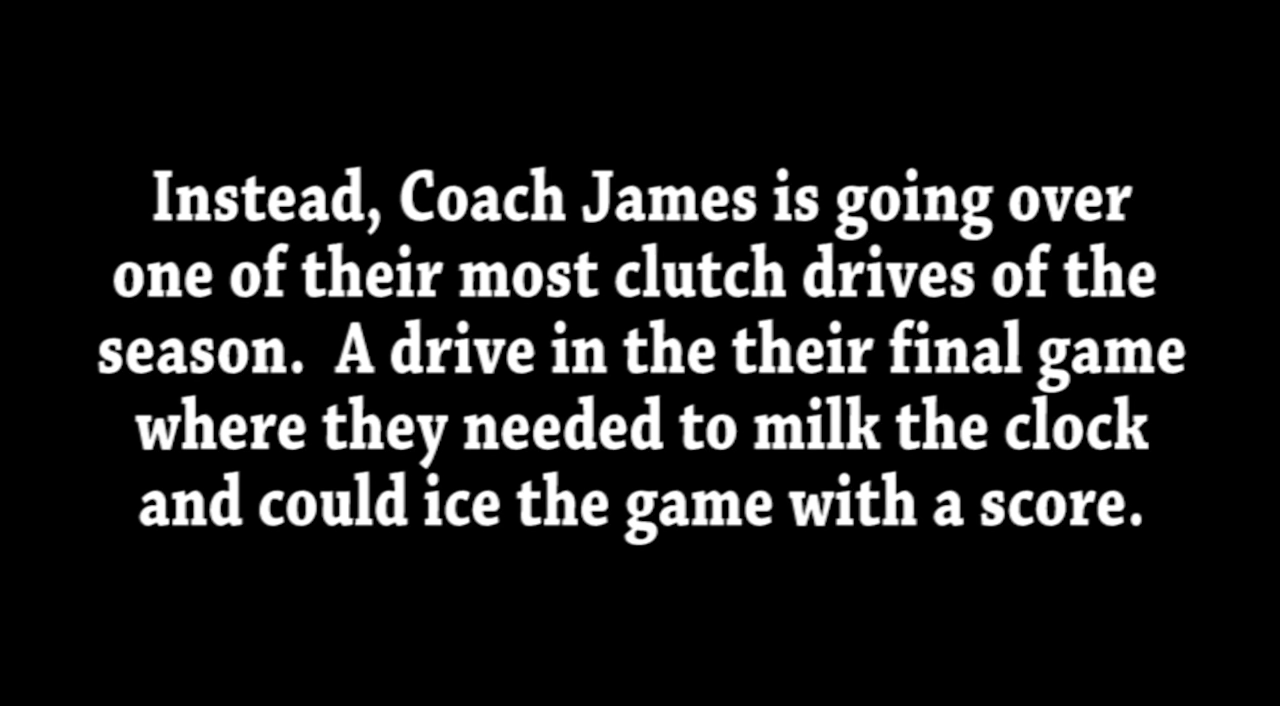 Instead, Coach James is going over
one of their most clutch drives of the
season.  A drive in the their final game
where they needed to milk the clock
and could ice the game with a score.